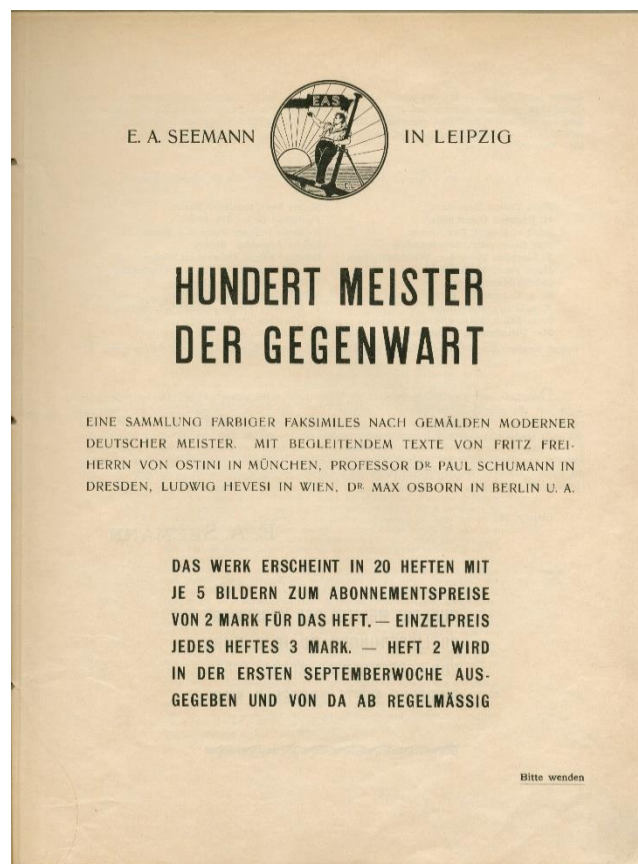 E. A. SEEMANN EAS IN LEIPZIG
HUNDERT MEISTER
DER GEGENWART
EINE SAMMLUNG FARBIGER FAKSIMILES NACH GEMÄLDEN MODERNER
DEUTSCHER MEISTER. MIT BEGLEITENDEM TEXTE VON FRITZ FREI-
HERRN VON OSTINI IN MÜNCHEN, PROFESSOR DR. PAUL SCHUMANN IN
DRESDEN, LUDWIG HEVESI IN WIEN, DR. MAX OSBORN IN BERLIN U. A.
DAS WERK ERSCHEINT IN 20 HEFTEN MIT
JE 5 BILDERN ZUM ABONNEMENTSPREISE
VON 2 MARK FÜR DAS HEFT. — EINZELPREIS
JEDES HEFTES 3 MARK. — HEFT 2 WIRD
IN DER ERSTEN SEPTEMBERWOCHE AUS-
GEGEBEN UND VON DA AB REGELMÄSSIG
Bitte wenden